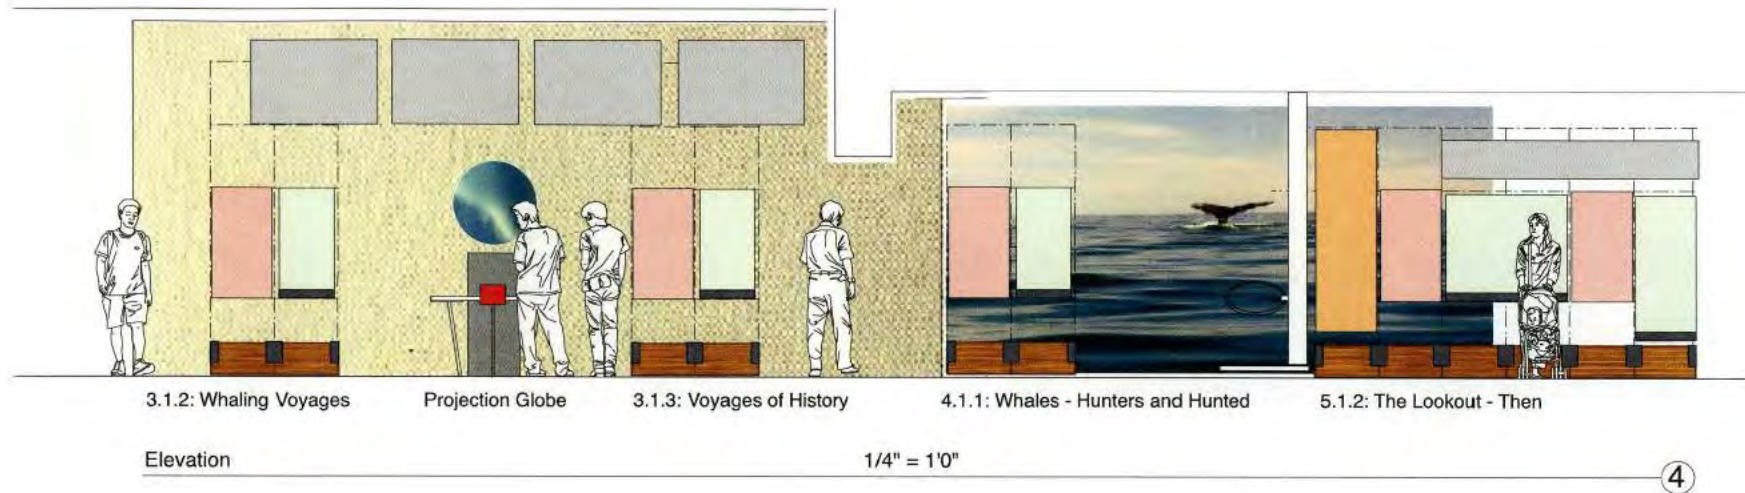 3.1.2: Whaling Voyages
Projection Globe
3.1.3: Voyages of History
4.1.1: Whales - Hunters and Hunted
5.1.2: The Lookout - Then
Elevation
1/4" = 1'0"
4